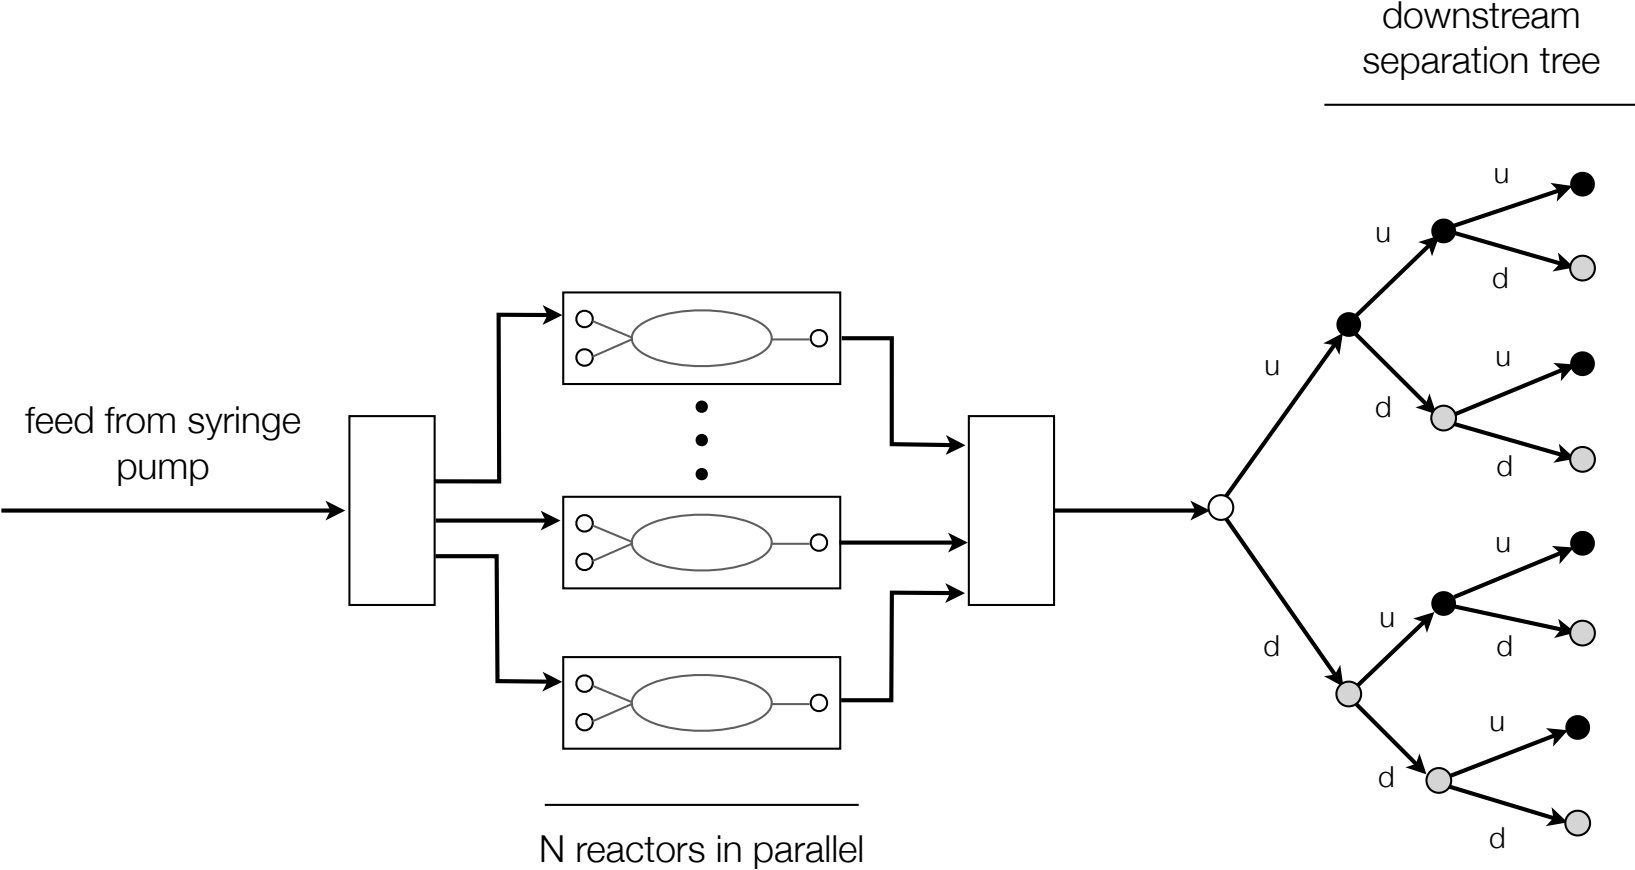 downstream
separation tree
u
u
d
u
u
d
d
feed from syringe
pump
u
u
d
d
u
d
d
N reactors in parallel